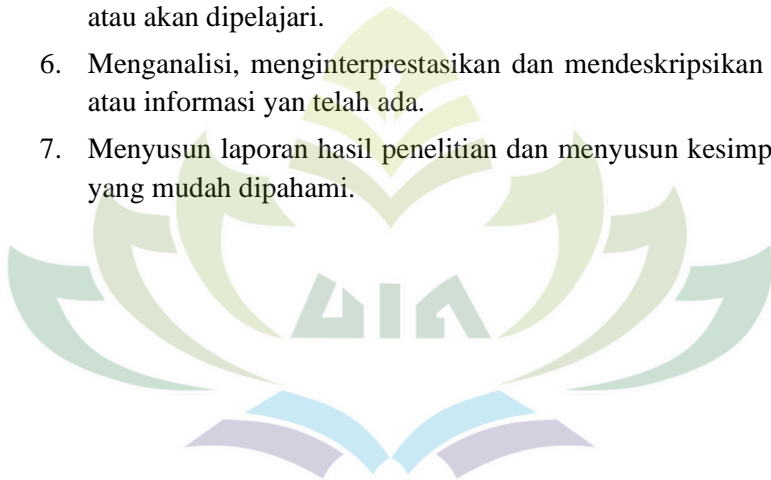 atau akan dipelajari.
6. Menganalisi, menginterprestasikan dan mendeskripsikan
atau informasi yan telah ada.
7. Menyusun laporan hasil penelitian dan menyusun kesimp
yang mudah dipahami.
UIN